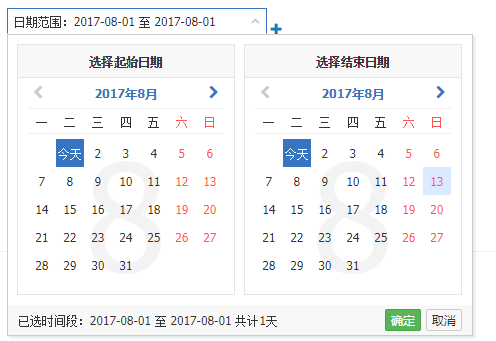 日期范围：2017-08-01 至 2017-08-01
选择起始日期
2017年8月
一 二 三 四 五 六 日
今天 2 3 4 5 6
7 8 9 10 11 12 13
14 15 16 17 18 19 20
21 22 23 24 25 26 27
28 29 30 31
8
选择结束日期
2017年8月
一 二 三 四 五 六 日
今天 2 3 4 5 6
7 8 9 10 11 12 13
14 15 16 17 18 19 20
21 22 23 24 25 26 27
28 29 30 31
8
已选时间段：2017-08-01 至 2017-08-01 共计1天
确定 取消